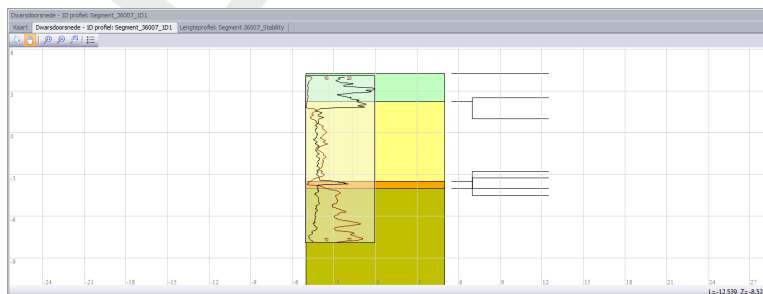 Dwarsdoorsnede - 1D profiel: Segment_36007_1D1
Kaart Dwarsdoorsnede - 1D profiel: Segment_36007_1D1 Lengteprofiel: Segment 36007_Stability
6
3
0
-3
-6
-9
-24 -21 -18 -15 -12 -9 -6 -3 0 3 6 9 12 15 18 21 24 27
L=-12,539, Z=-8,52